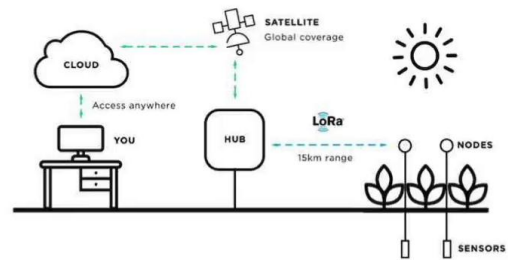 SATELLITE
Global coverage
CLOUD
Access anywhere
YOU
HUB
LoRa
15km range
NODES
SENSORS